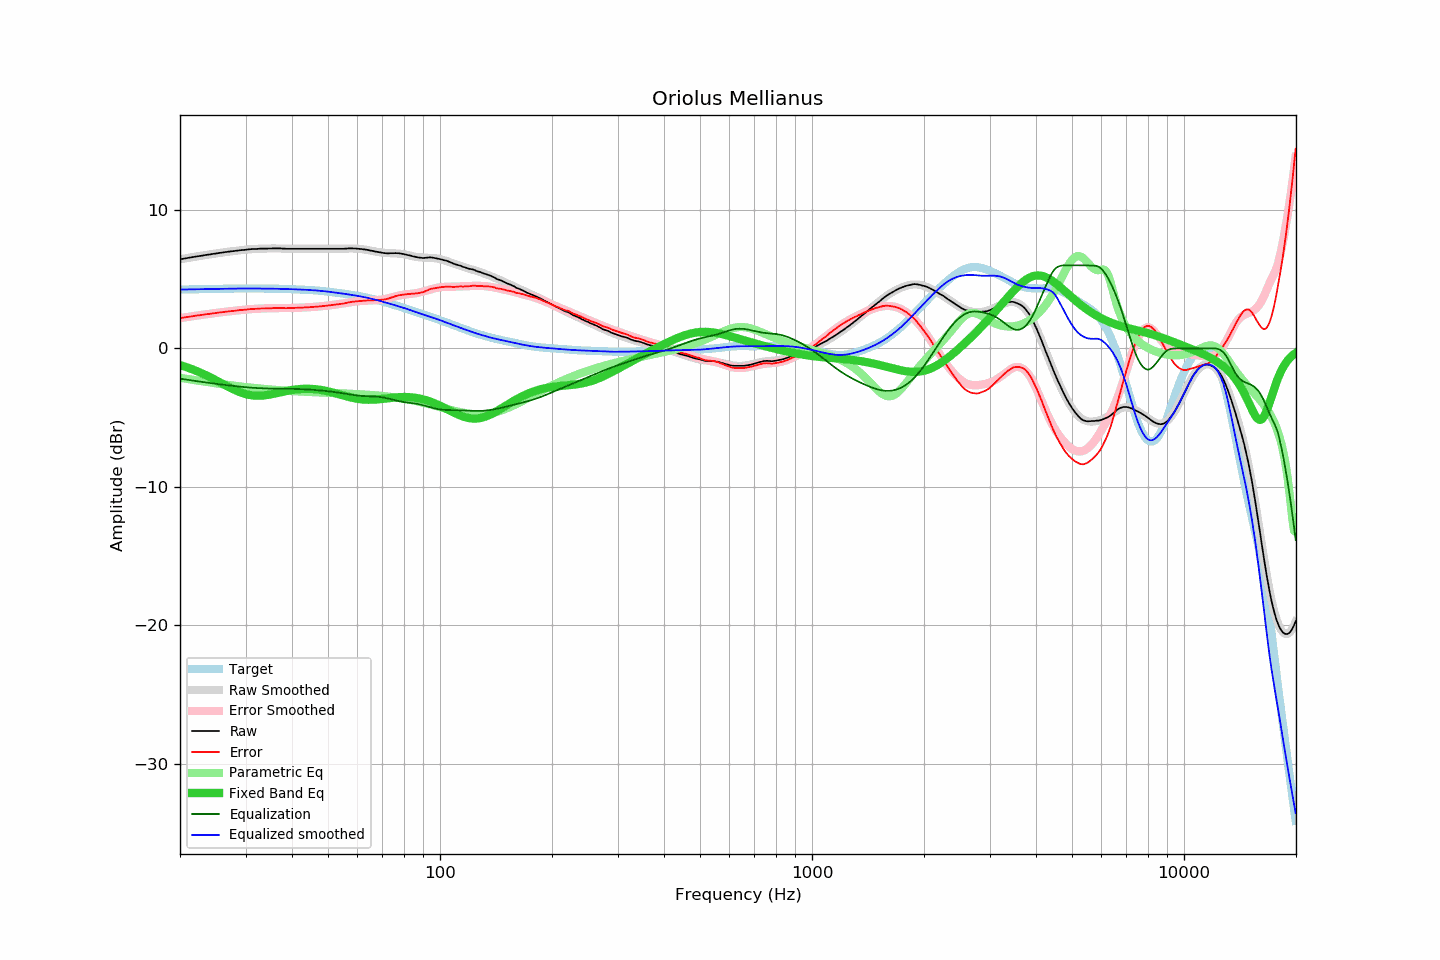 Oriolus Mellianus
10
0
−10
−20
−30
Amplitude (dBr)
Target
Raw Smoothed
Error Smoothed
Raw
Error
Parametric Eq
Fixed Band Eq
Equalization
Equalized smoothed
100 1000 10000
Frequency (Hz)